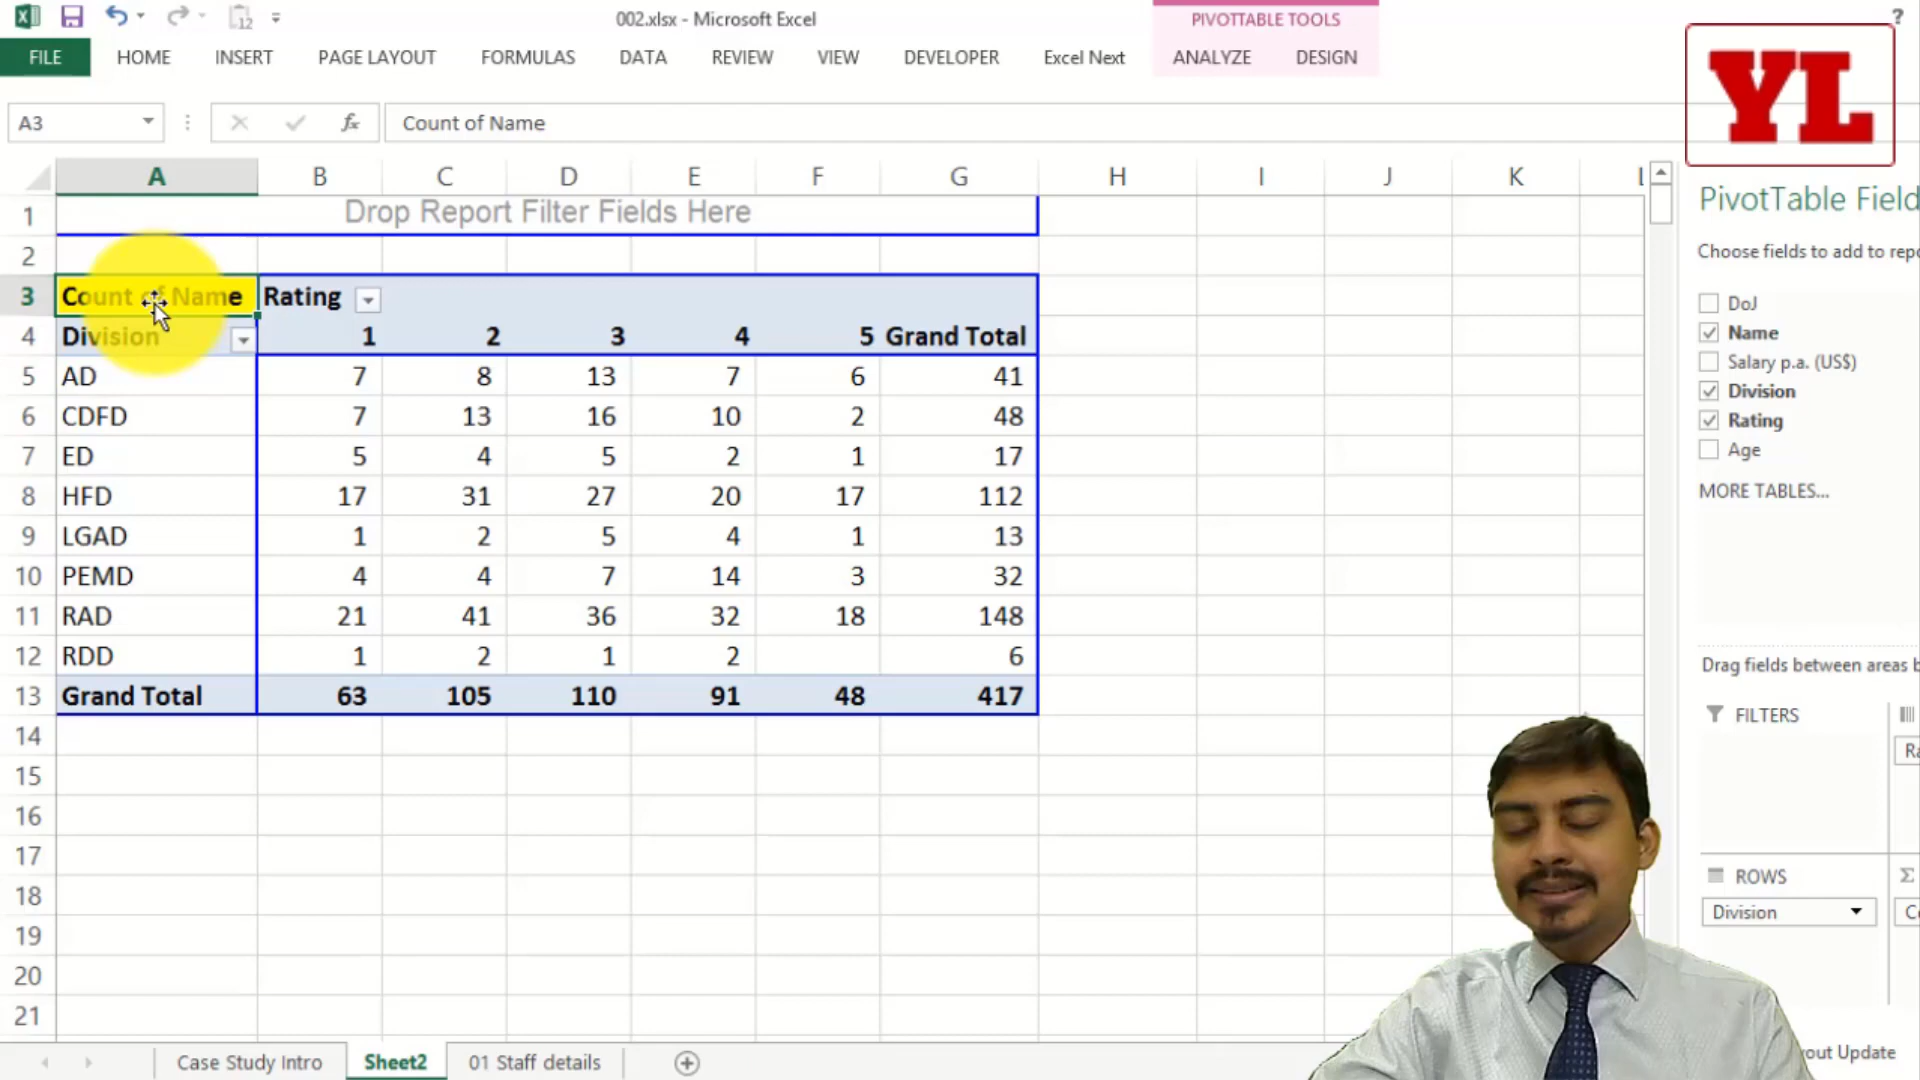 12
002.xlsx - Microsoft Excel
PIVOTTABLE TOOLS
?
FILE HOME INSERT PAGE LAYOUT FORMULAS DATA REVIEW VIEW DEVELOPER Excel Next ANALYZE DESIGN
YL
A3 fx Count of Name
A B C D E F G H I J K L
PivotTable Field
Choose fields to add to repo
1 Drop Report Filter Fields Here
2
3 Count of Name Rating
4 Division 1 2 3 4 5 Grand Total
5 AD 7 8 13 7 6 41
6 CDFD 7 13 16 10 2 48
7 ED 5 4 5 2 1 17
8 HFD 17 31 27 20 17 112
9 LGAD 1 2 5 4 1 13
10 PEMD 4 4 7 14 3 32
11 RAD 21 41 36 32 18 148
12 RDD 1 2 1 2 6
13 Grand Total 63 105 110 91 48 417
14
15
16
17
18
19
20
21
DoJ
Name
Salary p.a. (US$)
Division
Rating
Age
MORE TABLES...
Drag fields between areas b
FILTERS
Ra
ROWS Σ
Division Co
out Update
Case Study Intro Sheet2 01 Staff details